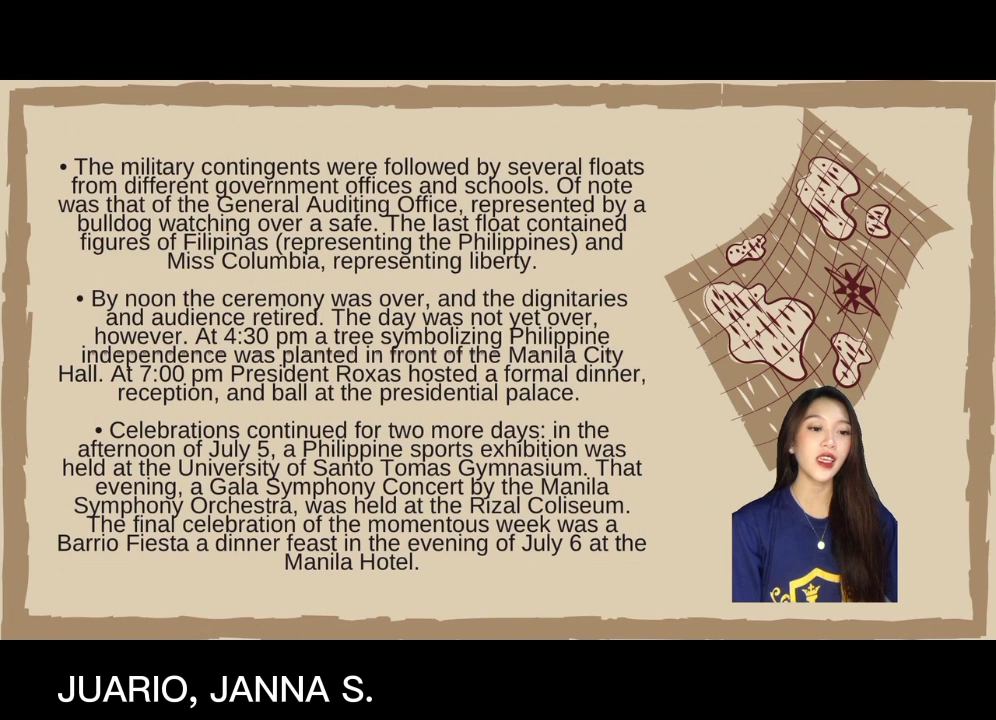 • The military contingents were followed by several floats
from different government offices and schools. Of note
was that of the General Auditing Office, represented by a
bulldog watching over a safe. The last float contained
figures of Filipinas (representing the Philippines) and
Miss Columbia, representing liberty.
• By noon the ceremony was over, and the dignitaries
and audience retired. The day was not yet over,
however. At 4:30 pm a tree symbolizing Philippine
independence was planted in front of the Manila City
Hall. At 7:00 pm President Roxas hosted a formal dinner,
reception, and ball at the presidential palace.
• Celebrations continued for two more days: in the
afternoon of July 5, a Philippine sports exhibition was
held at the University of Santo Tomas Gymnasium. That
evening, a Gala Symphony Concert by the Manila
Symphony Orchestra, was held at the Rizal Coliseum.
The final celebration of the momentous week was a
Barrio Fiesta a dinner feast in the evening of July 6 at the
Manila Hotel.
JUARIO, JANNA S.